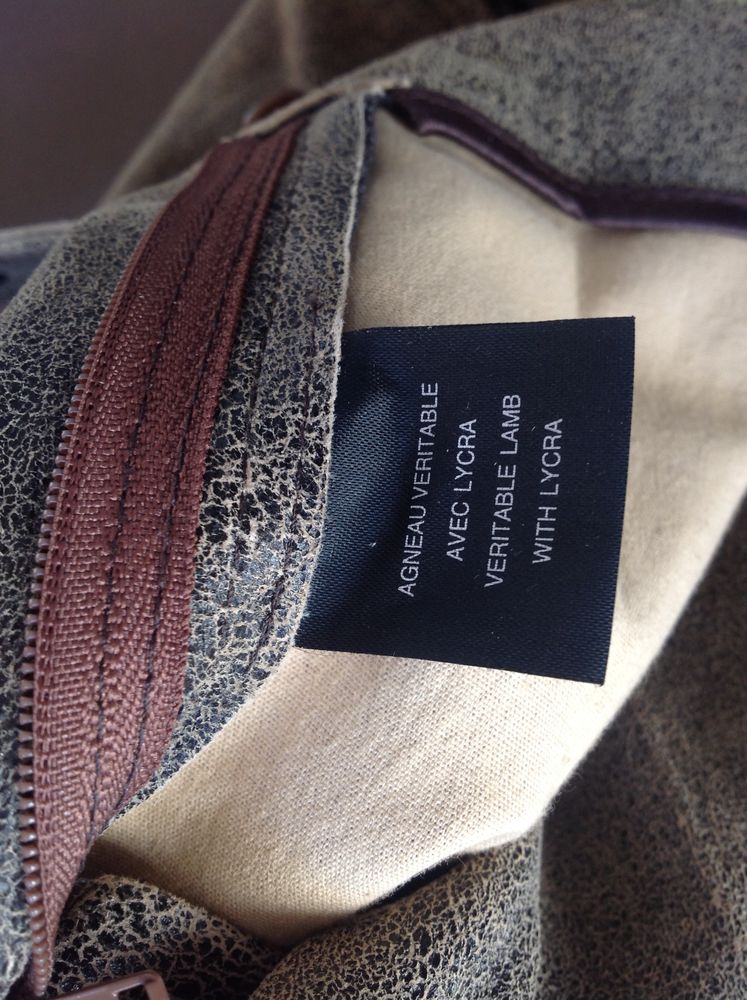 AGNEAU VERITABLE
AVEC LYCRA
VERITABLE LAMB
WITH LYCRA